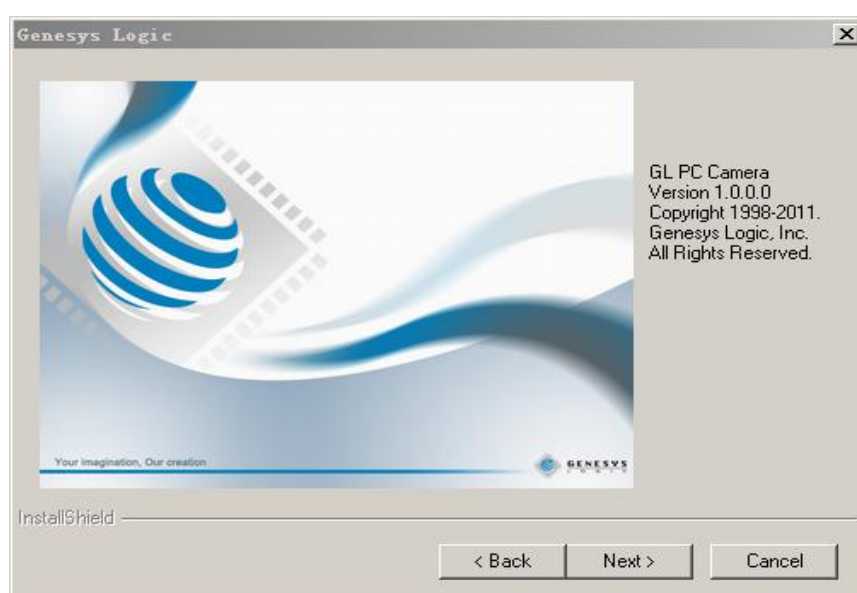 Genesys Logic
GL PC Camera
Version 1.0.0.0
Copyright 1998-2011.
Genesys Logic, Inc.
All Rights Reserved.
Your imagination, Our creation
GENESYS
LOGIC
InstallShield
< Back
Next >
Cancel